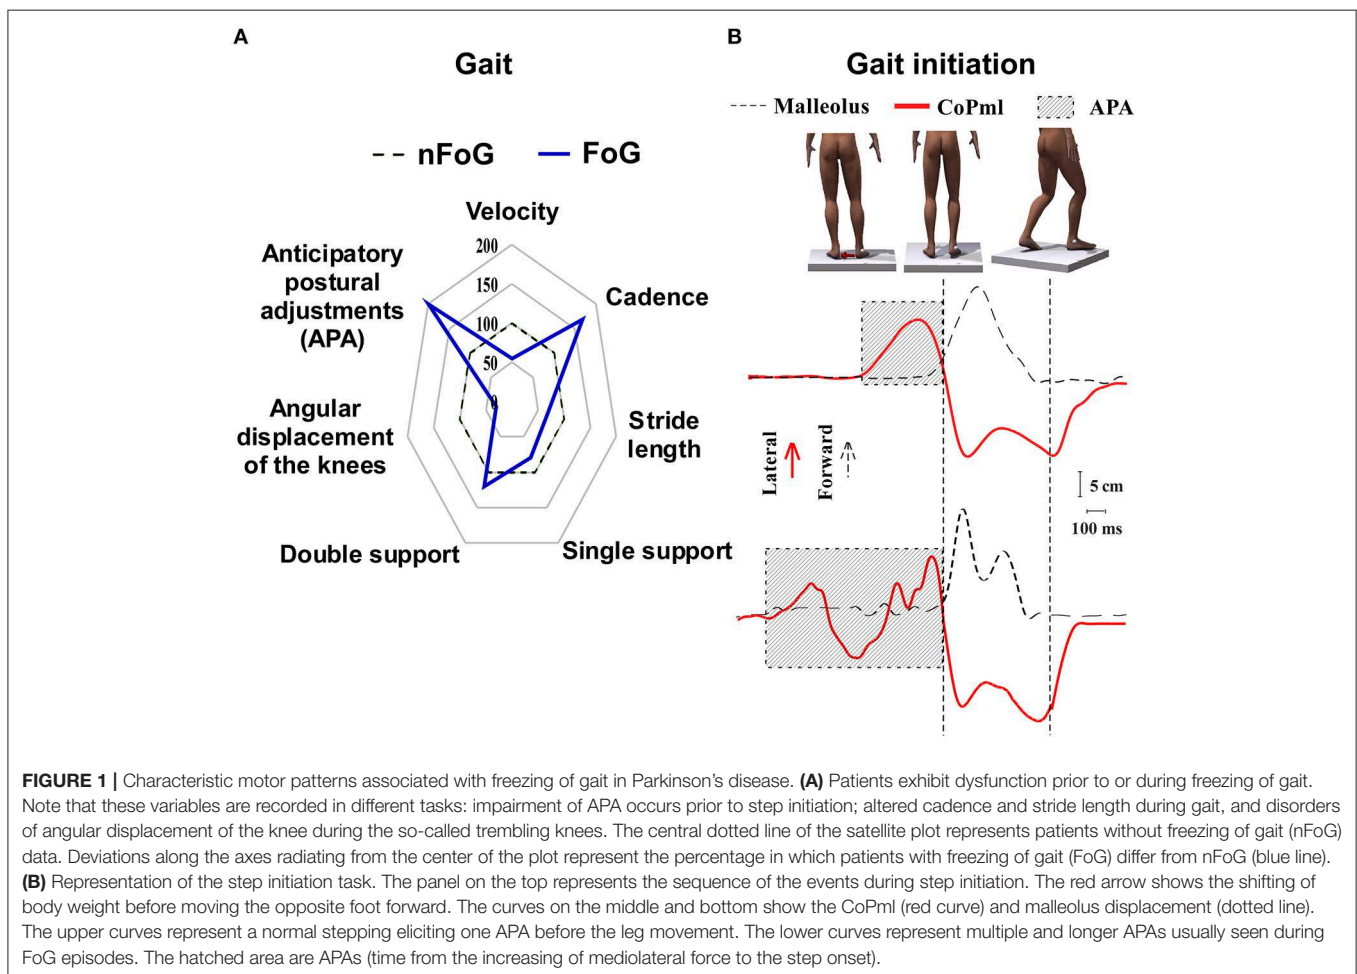 A
Gait
nFoG
FoG
Velocity
200
150
100
50
0
Anticipatory
postural
adjustments
(APA)
Cadence
Angular
displacement
of the knees
Stride
length
Double support
Single support
B
Gait initiation
Malleolus
CoPml
APA
Lateral
Forward
5 cm
100 ms
FIGURE 1 | Characteristic motor patterns associated with freezing of gait in Parkinson's disease. (A) Patients exhibit dysfunction prior to or during freezing of gait.
Note that these variables are recorded in different tasks: impairment of APA occurs prior to step initiation; altered cadence and stride length during gait, and disorders
of angular displacement of the knee during the so-called trembling knees. The central dotted line of the satellite plot represents patients without freezing of gait (nFoG)
data. Deviations along the axes radiating from the center of the plot represent the percentage in which patients with freezing of gait (FoG) differ from nFoG (blue line).
(B) Representation of the step initiation task. The panel on the top represents the sequence of the events during step initiation. The red arrow shows the shifting of
body weight before moving the opposite foot forward. The curves on the middle and bottom show the CoPml (red curve) and malleolus displacement (dotted line).
The upper curves represent a normal stepping eliciting one APA before the leg movement. The lower curves represent multiple and longer APAs usually seen during
FoG episodes. The hatched area are APAs (time from the increasing of mediolateral force to the step onset).